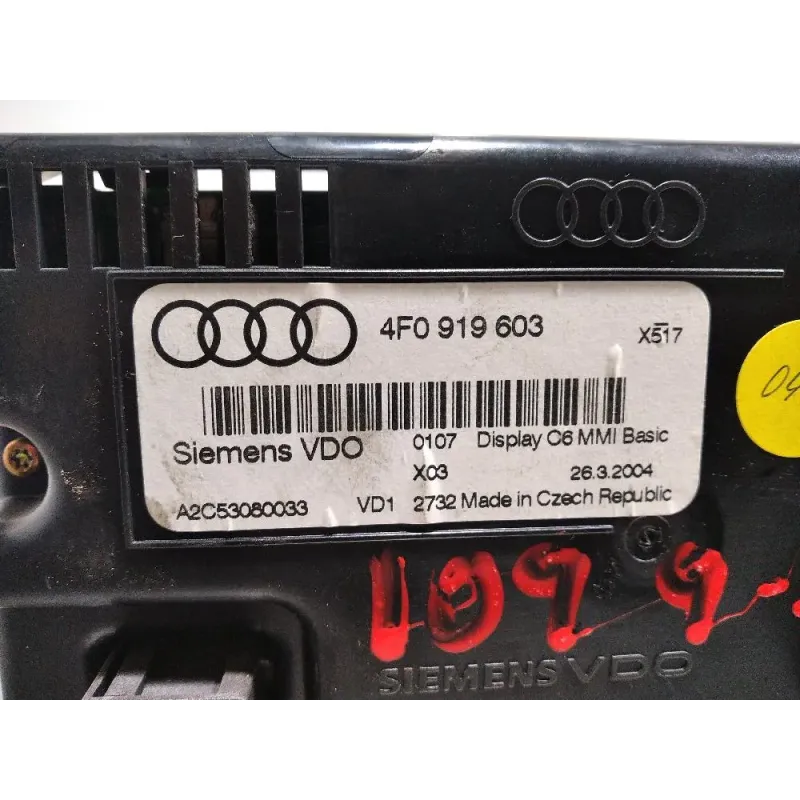 4F0 919 603
X517
Siemens VDO
0107 Display C6 MMI Basic
X03 26.3.2004
A2C53080033 VD1 2732 Made in Czech Republic
SIEMENS VDO